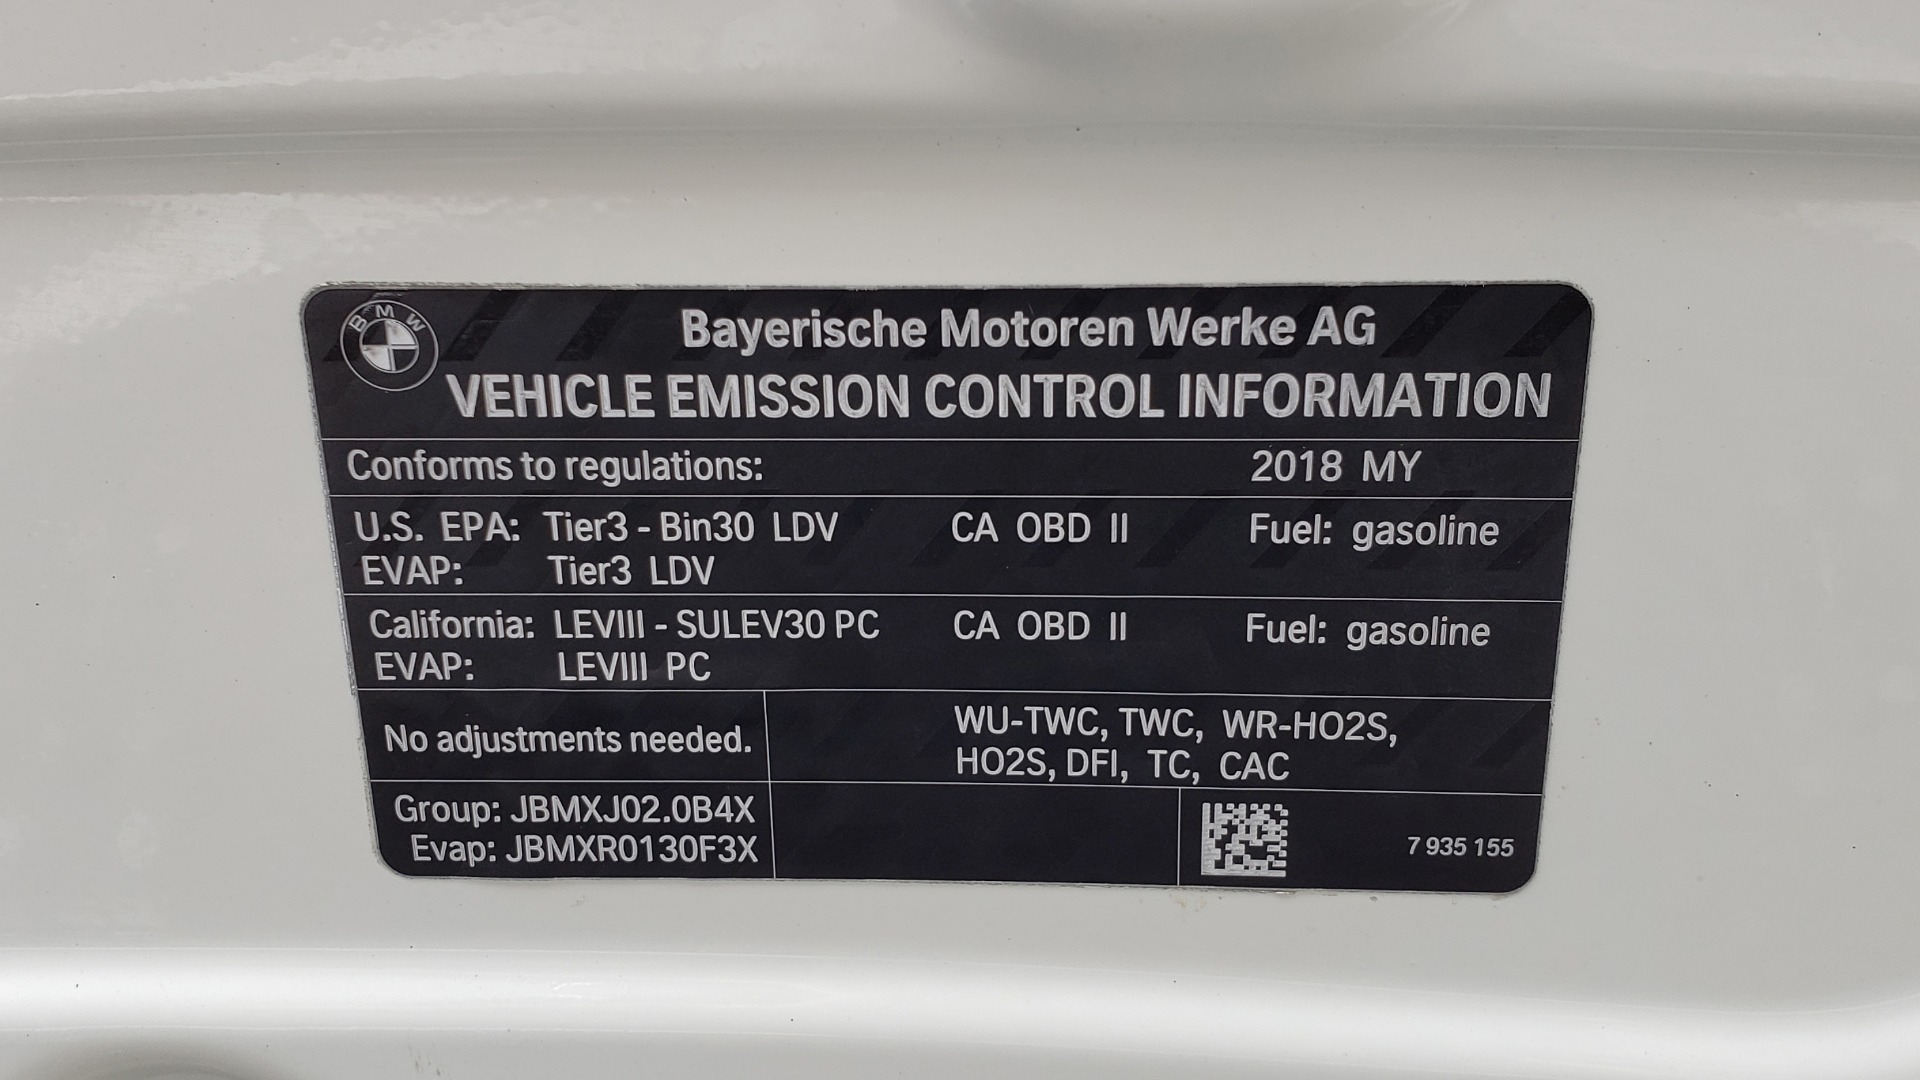 BMW
Bayerische Motoren Werke AG
VEHICLE EMISSION CONTROL INFORMATION
Conforms to regulations: 2018 MY
U.S. EPA: Tier3 - Bin30 LDV CA OBD II Fuel: gasoline
EVAP: Tier3 LDV
California: LEVIII - SULEV30 PC CA OBD II Fuel: gasoline
EVAP: LEVIII PC
No adjustments needed.
WU-TWC, TWC, WR-HO2S,
HO2S, DFI, TC, CAC
Group: JBMXJ02.0B4X
Evap: JBMXR0130F3X
7 935 155